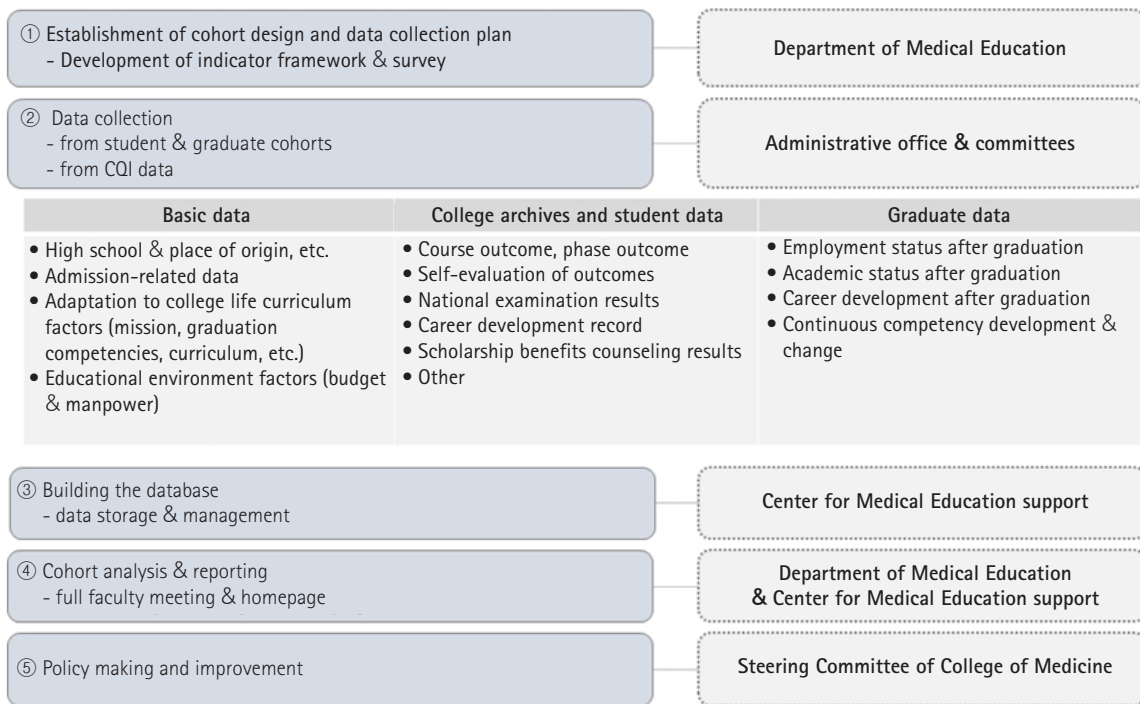 ① Establishment of cohort design and data collection plan
- Development of indicator framework & survey
Department of Medical Education
② Data collection
- from student & graduate cohorts
- from CQI data
Administrative office & committees
Basic data
• High school & place of origin, etc.
• Admission-related data
• Adaptation to college life curriculum
factors (mission, graduation
competencies, curriculum, etc.)
• Educational environment factors (budget
& manpower)
College archives and student data
• Course outcome, phase outcome
• Self-evaluation of outcomes
• National examination results
• Career development record
• Scholarship benefits counseling results
• Other
Graduate data
• Employment status after graduation
• Academic status after graduation
• Career development after graduation
• Continuous competency development &
change
③ Building the database
- data storage & management
Center for Medical Education support
④ Cohort analysis & reporting
- full faculty meeting & homepage
Department of Medical Education
& Center for Medical Education support
⑤ Policy making and improvement
Steering Committee of College of Medicine